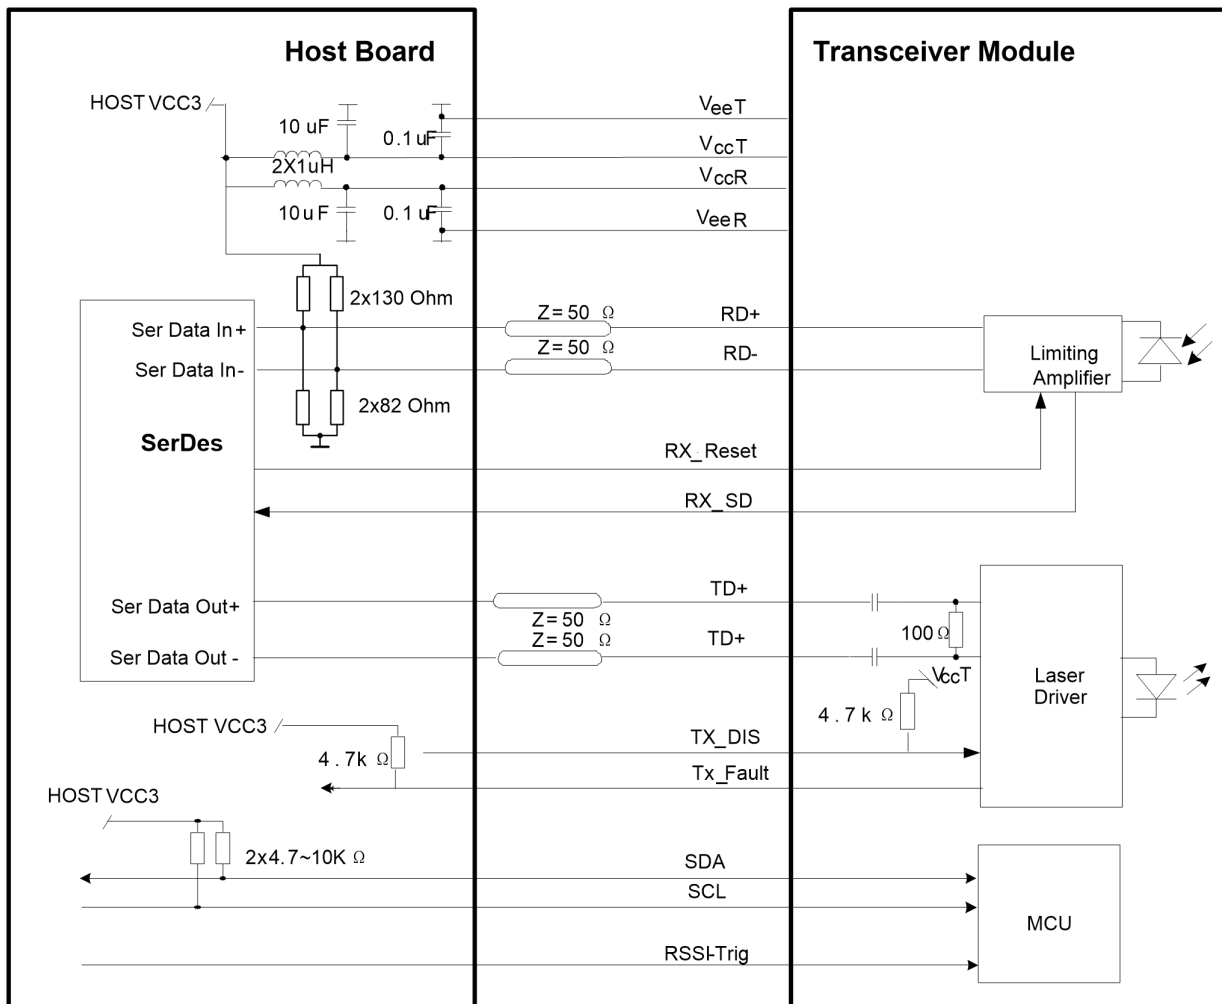 Host Board
Transceiver Module
HOST VCC3
VeeT
10 uF
0.1 uF
VccT
2X1uH
VccR
10u F
0.1 uF
VeeR
2x130 Ohm
Z= 50 Ω
RD+
Ser Data In+
Z= 50 Ω
RD-
Ser Data In-
Limiting
Amplifier
2x82 Ohm
SerDes
RX_Reset
RX_SD
TD+
Ser Data Out+
Z= 50 Ω
100 Ω
Z= 50 Ω
TD+
Ser Data Out -
VccT
Laser
Driver
4 . 7 k Ω
HOST VCC3
TX_DIS
4 . 7k Ω
Tx_Fault
HOST VCC3
2x4.7~10K Ω
SDA
SCL
MCU
RSSI-Trig